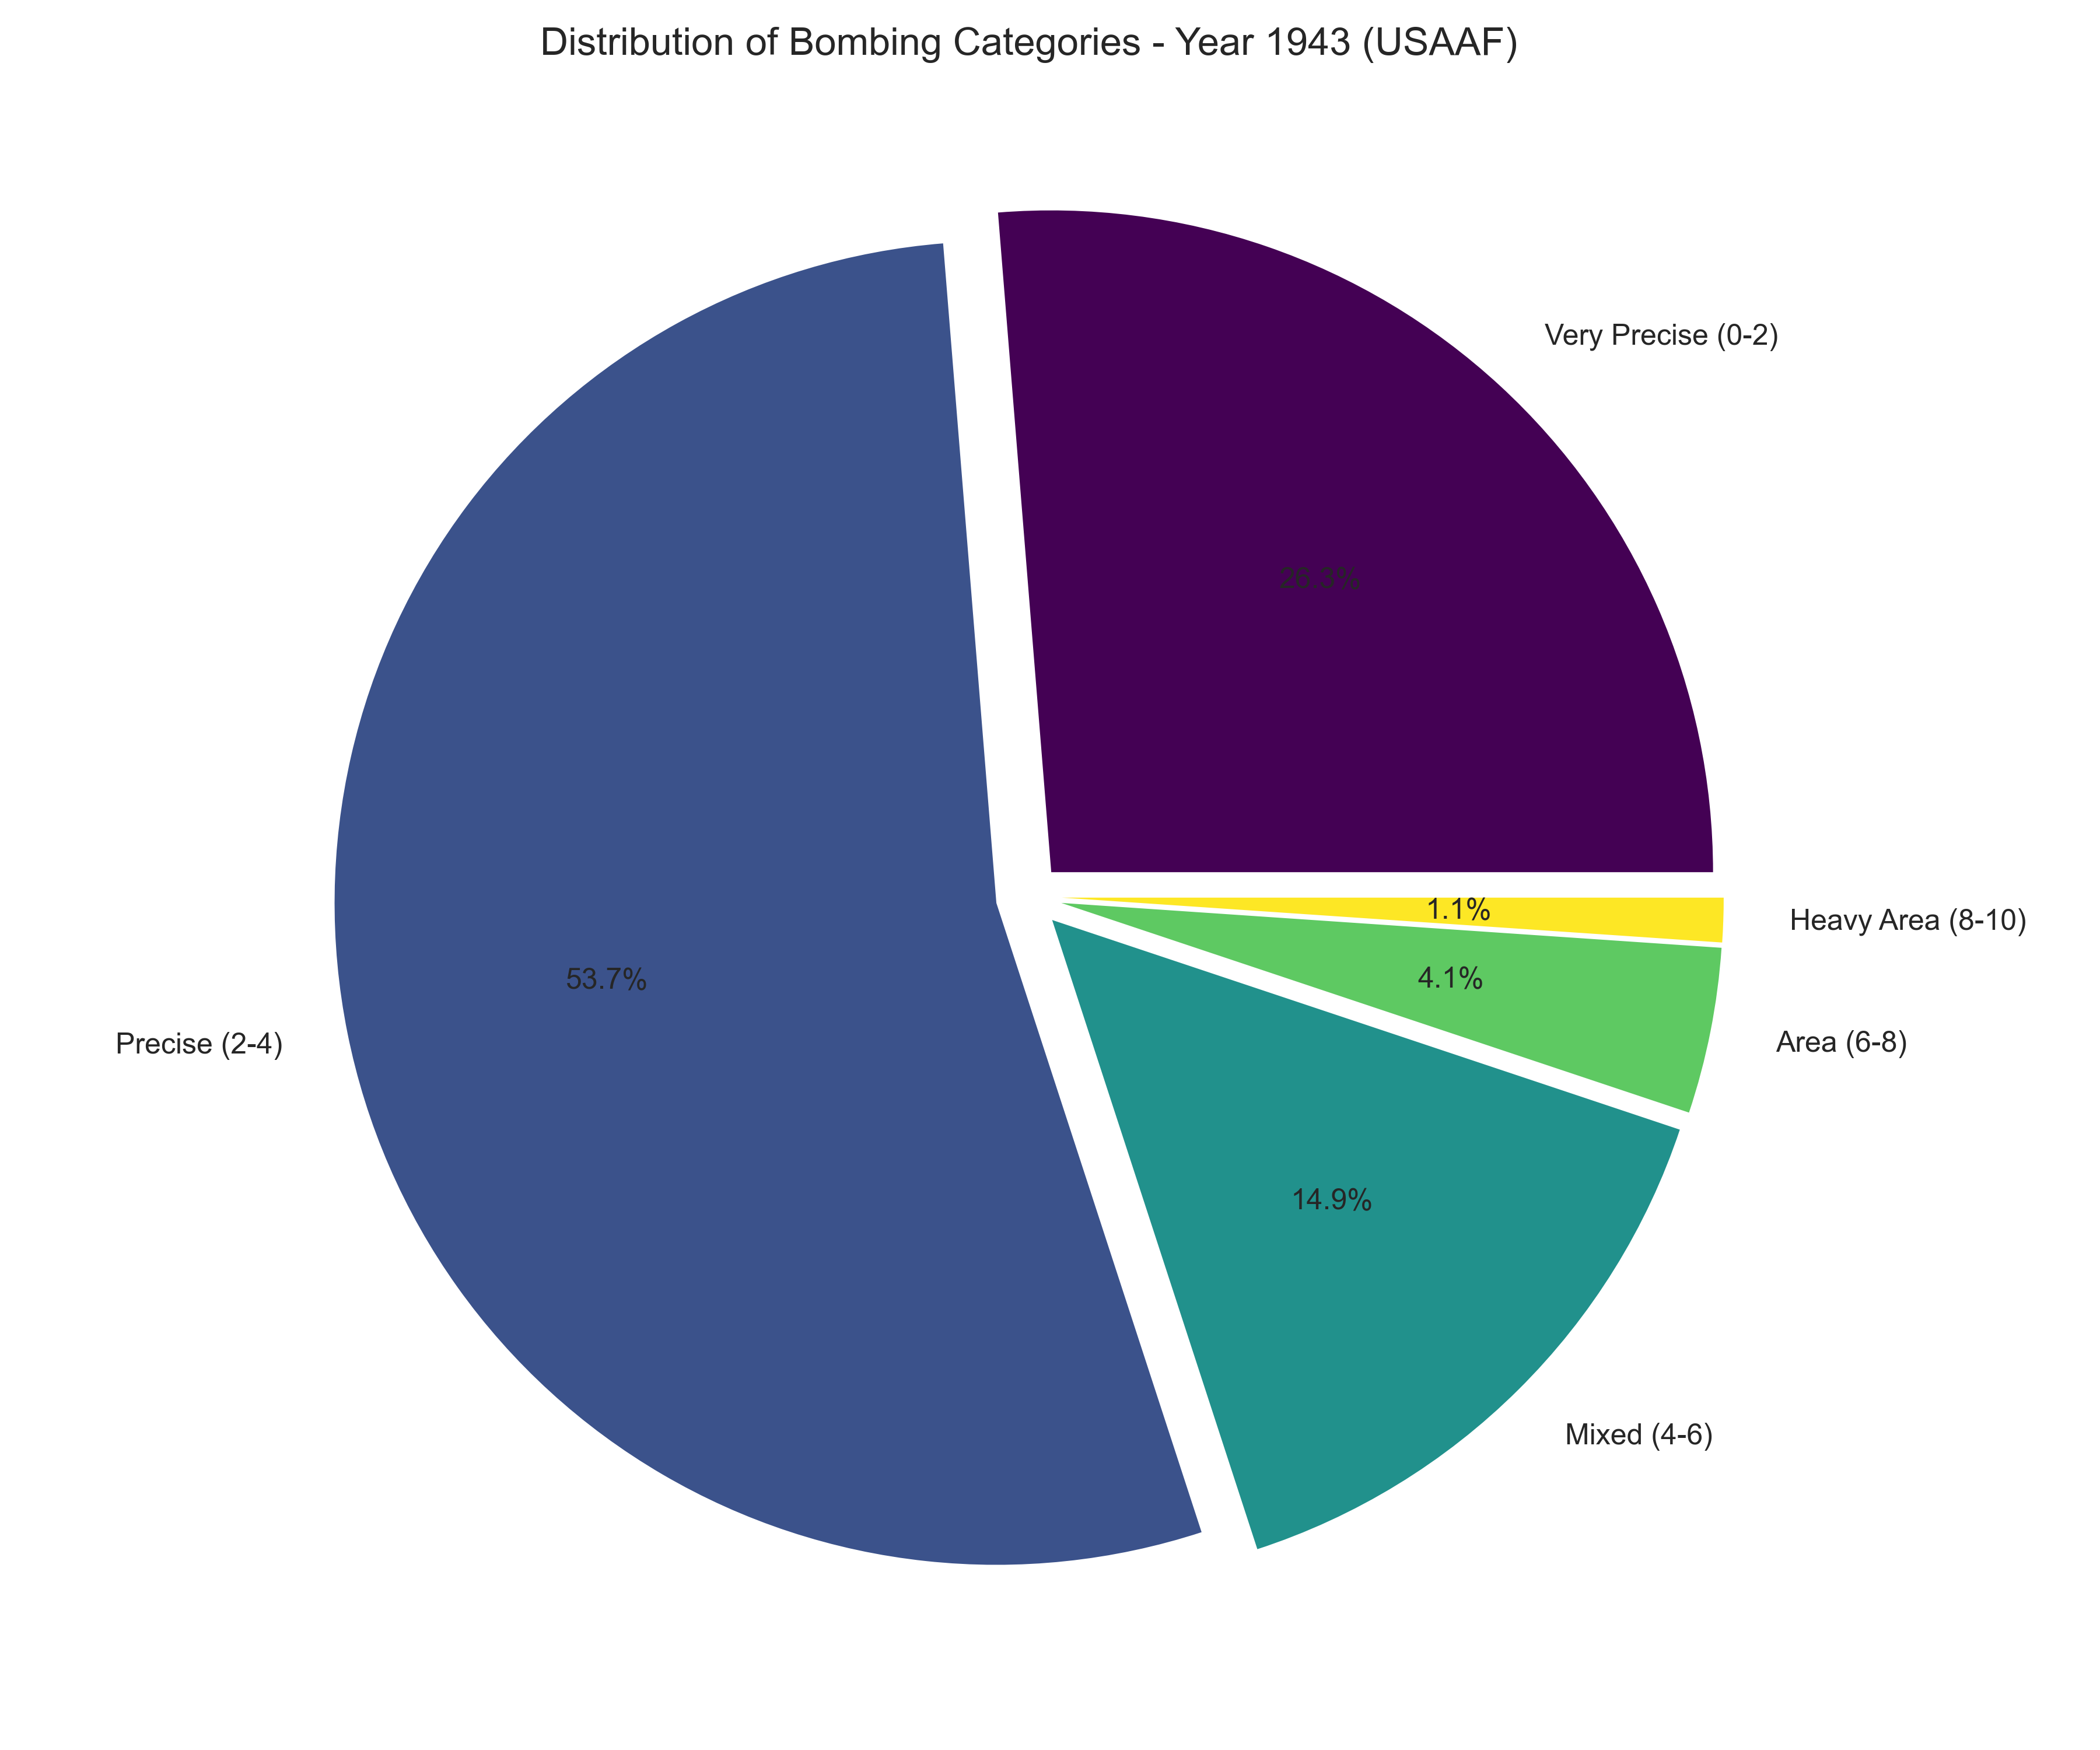 Distribution of Bombing Categories - Year 1943 (USAAF)
Very Precise (0-2)
26.3%
1.1%
Heavy Area (8-10)
53.7%
4.1%
Precise (2-4)
Area (6-8)
14.9%
Mixed (4-6)